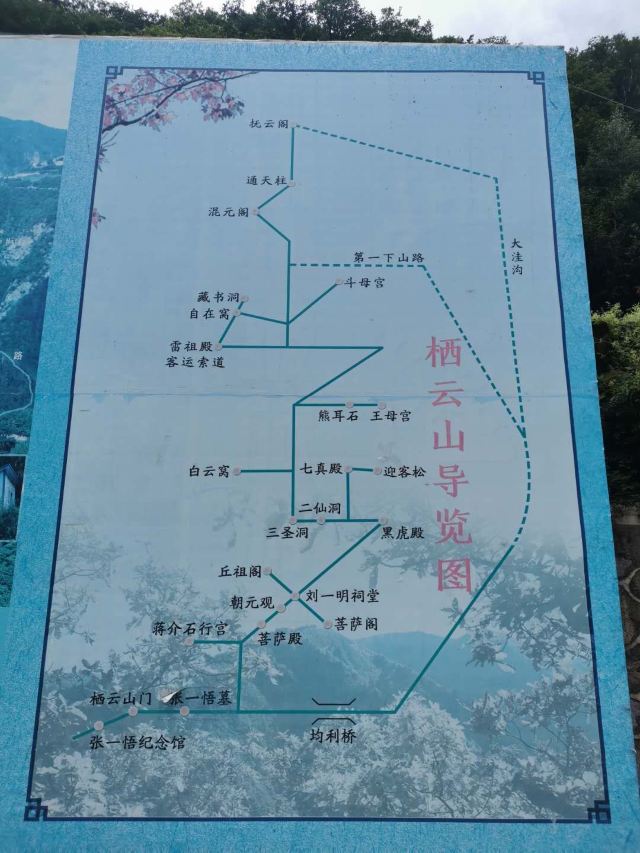 抚云阁
通天柱
混元阁
大洼沟
第一下山路
斗母宫
藏书洞
自在窝
雷祖殿
客运索道
栖云山导览图
熊耳石
王母宫
白云窝
七真殿
迎客松
二仙洞
三圣洞
黑虎殿
丘祖阁
刘一明祠堂
朝元观
蒋介石行宫
菩萨殿
菩萨阁
栖云山门
张一悟墓
张一悟纪念馆
均利桥
路